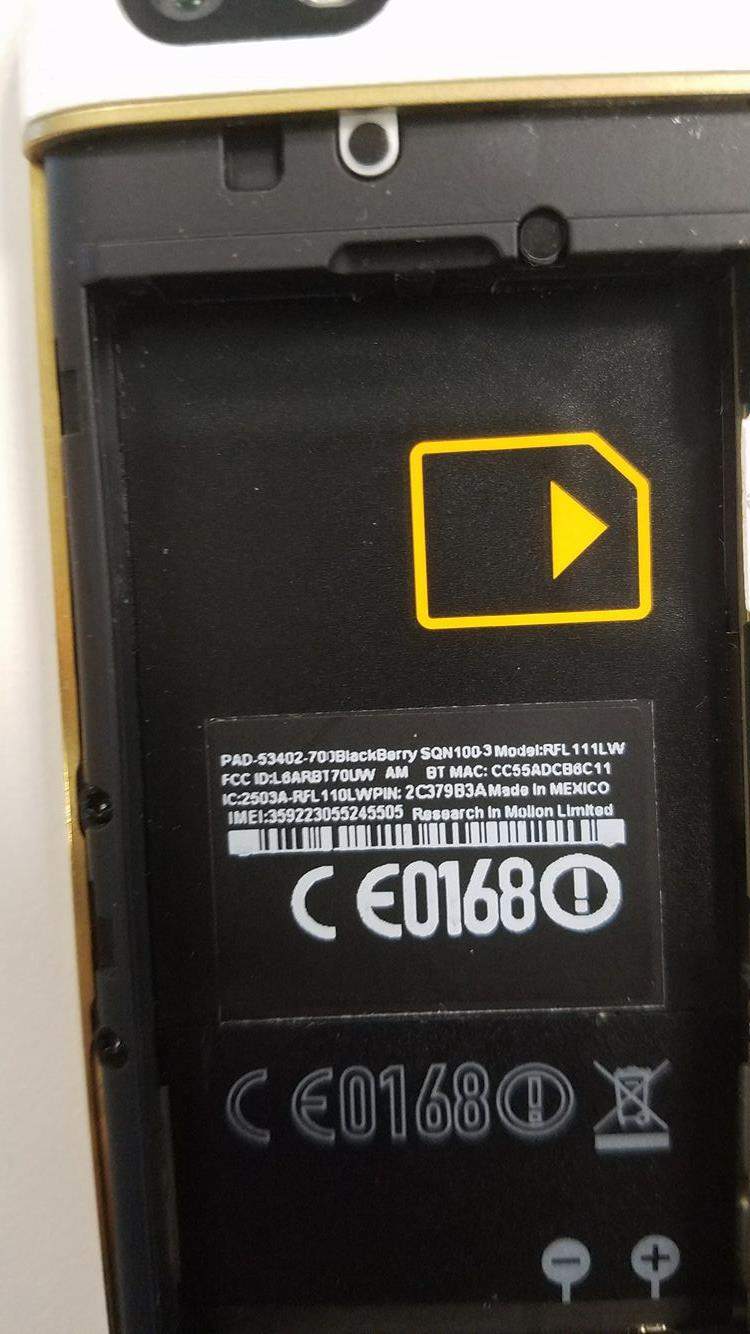 PAD-53402-700BlackBerry SQN100-3 Model:RFL111LW
FCC ID:L6ARBT70UW AM BT MAC: CC55ADCB6C11
IC:2503A-RFL110LWPIN: 2C379B3A Made In MEXICO
IMEI:359223055245505 Research In Motion Limited
CE0168
CE0168